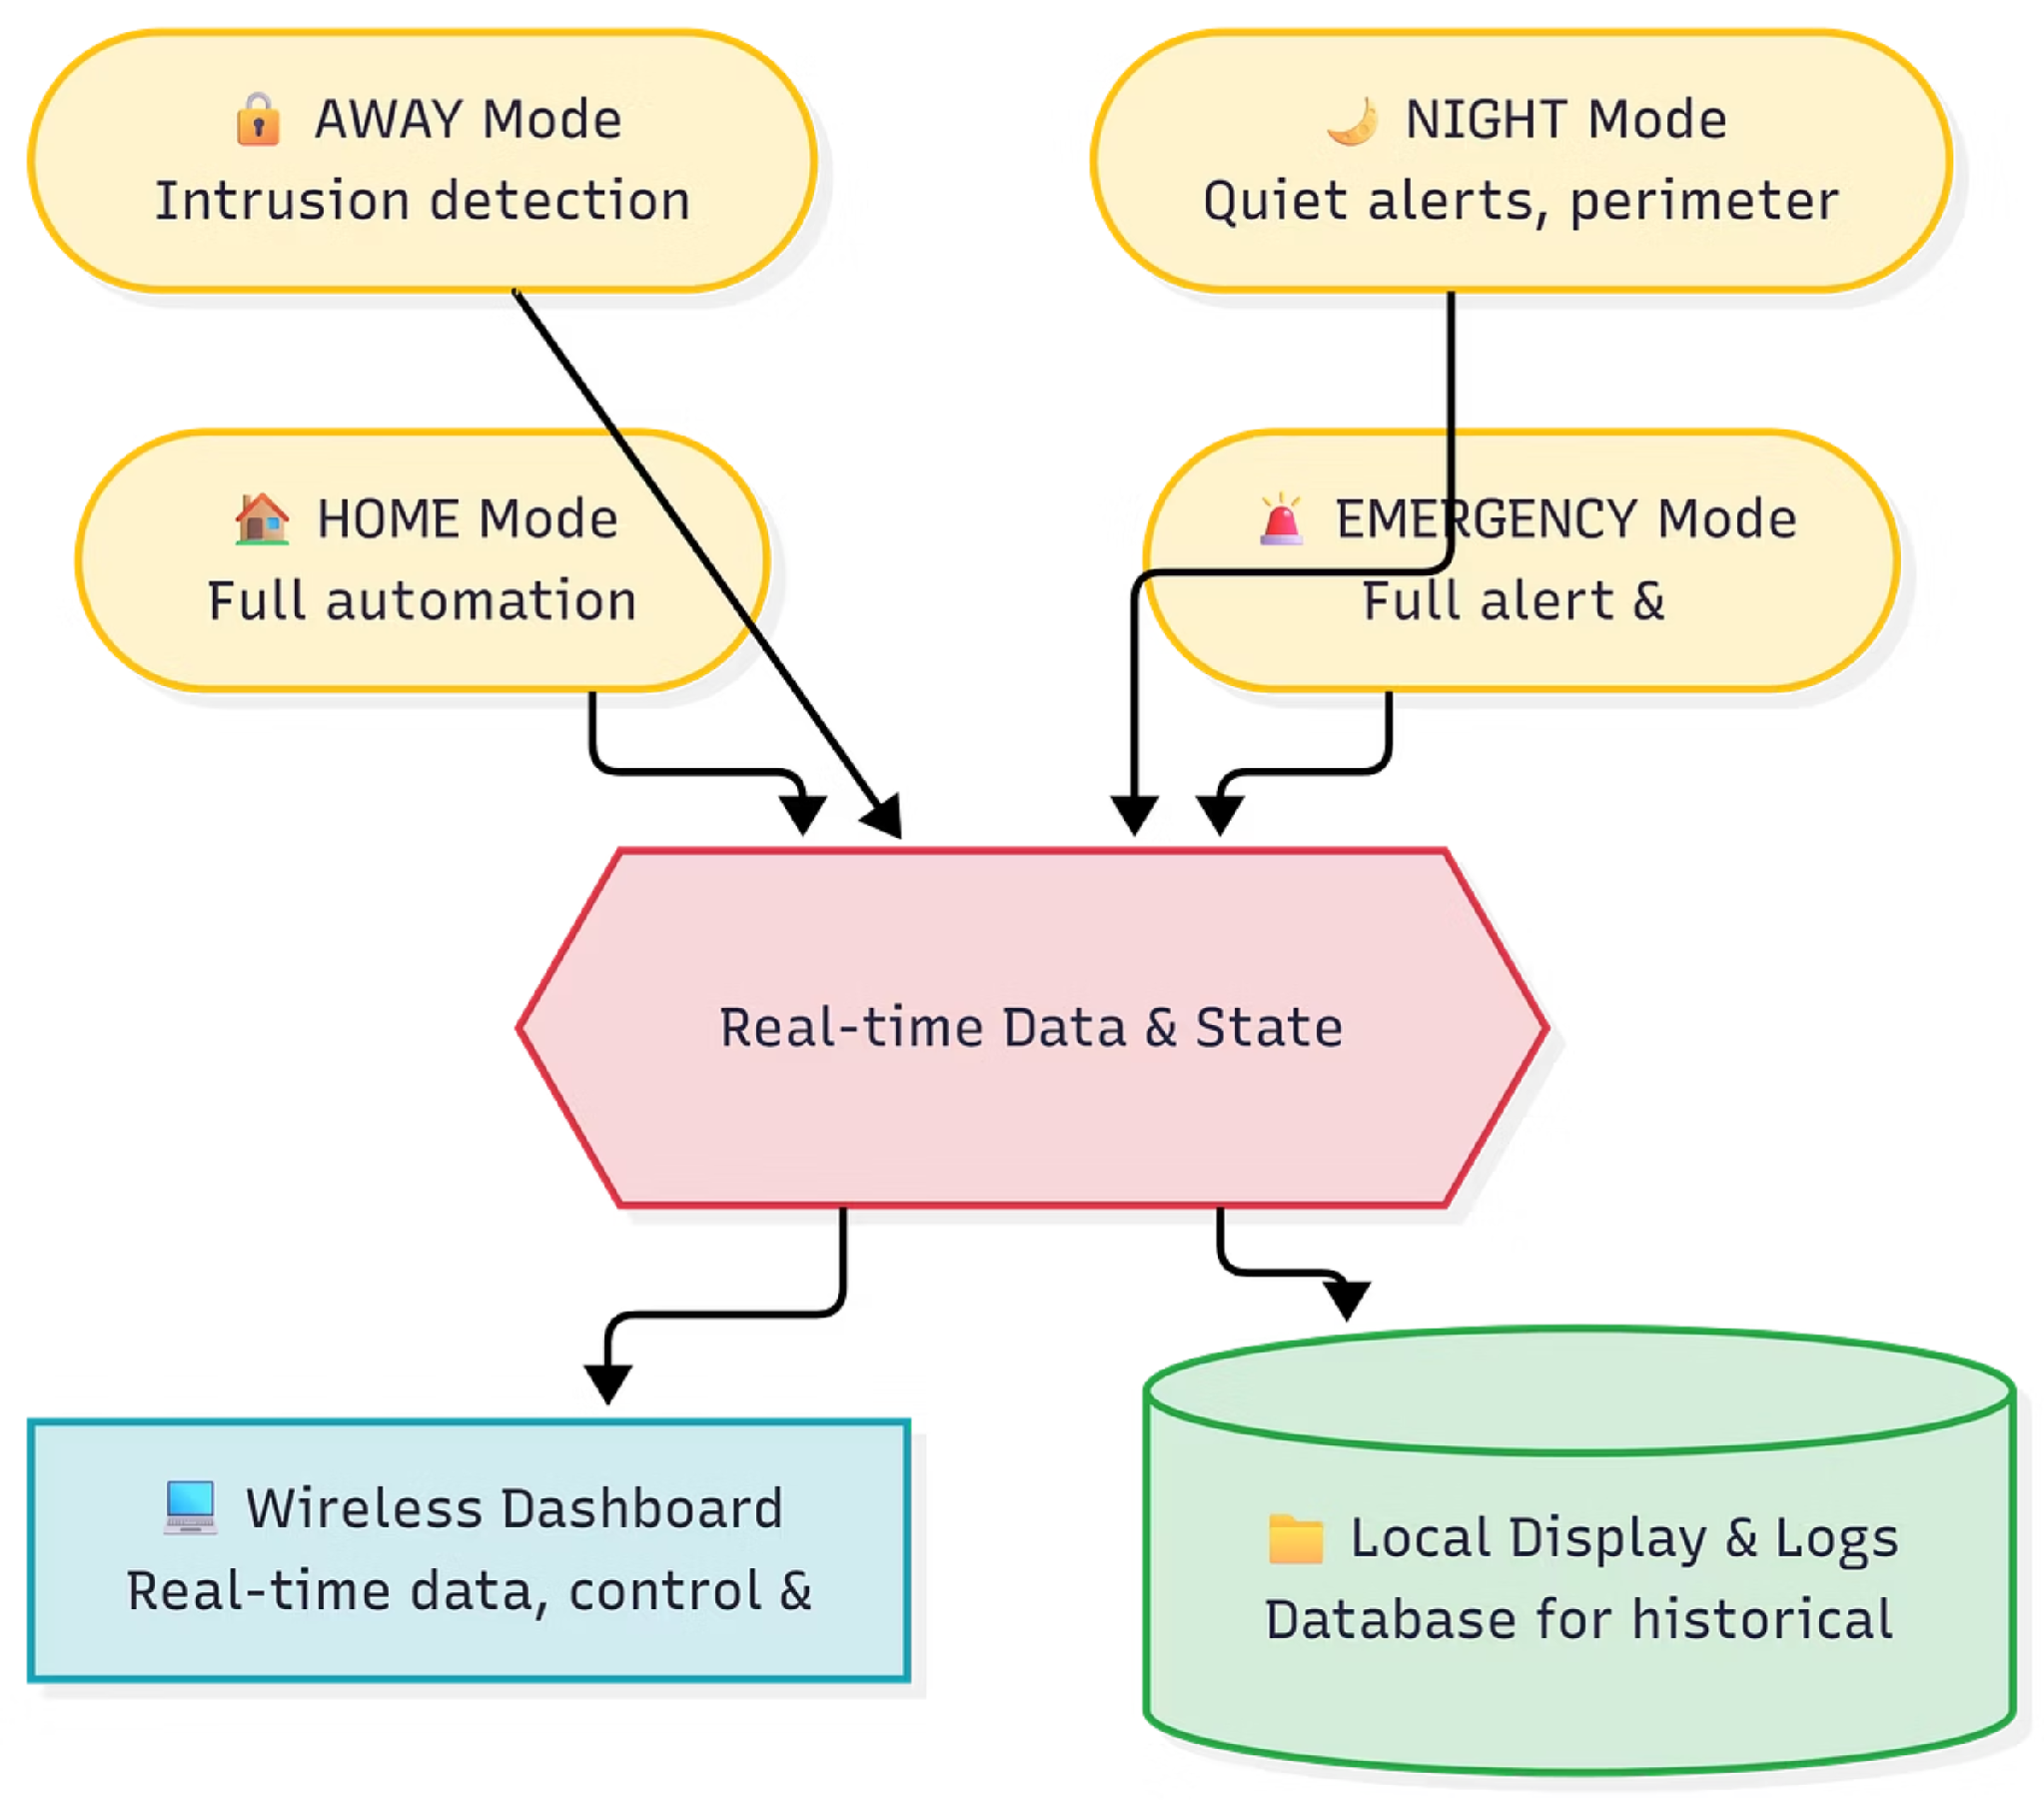 AWAY Mode
Intrusion detection
NIGHT Mode
Quiet alerts, perimeter
HOME Mode
Full automation
EMERGENCY Mode
Full alert &
Real-time Data & State
Wireless Dashboard
Real-time data, control &
Local Display & Logs
Database for historical